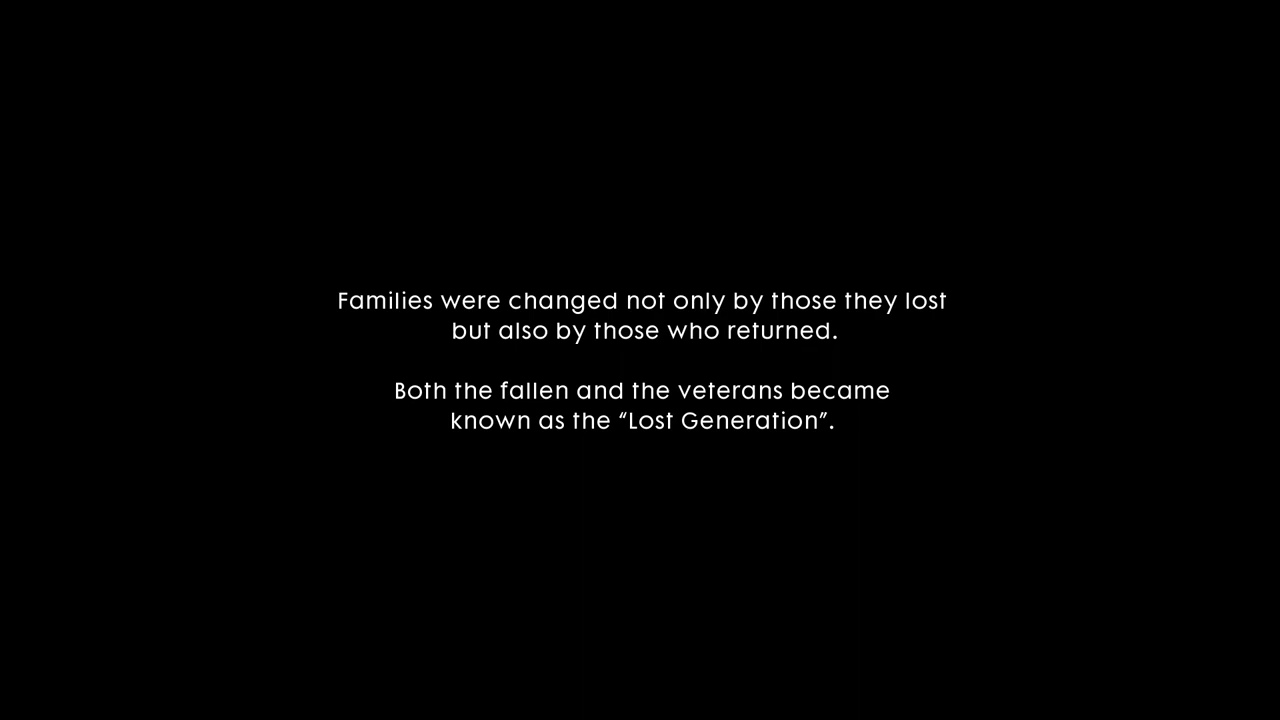 Families were changed not only by those they lost
but also by those who returned.
Both the fallen and the veterans became
known as the “Lost Generation”.